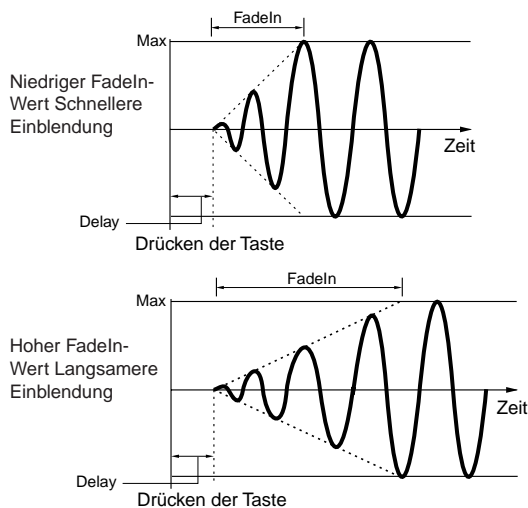 FadeIn
Max
Niedriger FadeIn-
Wert Schnellere
Einblendung
Zeit
Delay
Drücken der Taste
FadeIn
Max
Hoher FadeIn-
Wert Langsamere
Einblendung
Zeit
Delay
Drücken der Taste